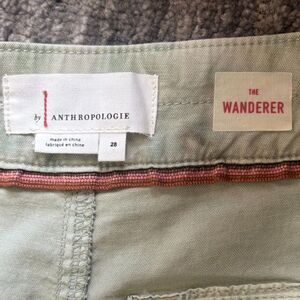 by ANTHROPOLOGIE
made in china
fabriqué en chine
28
THE
WANDERER